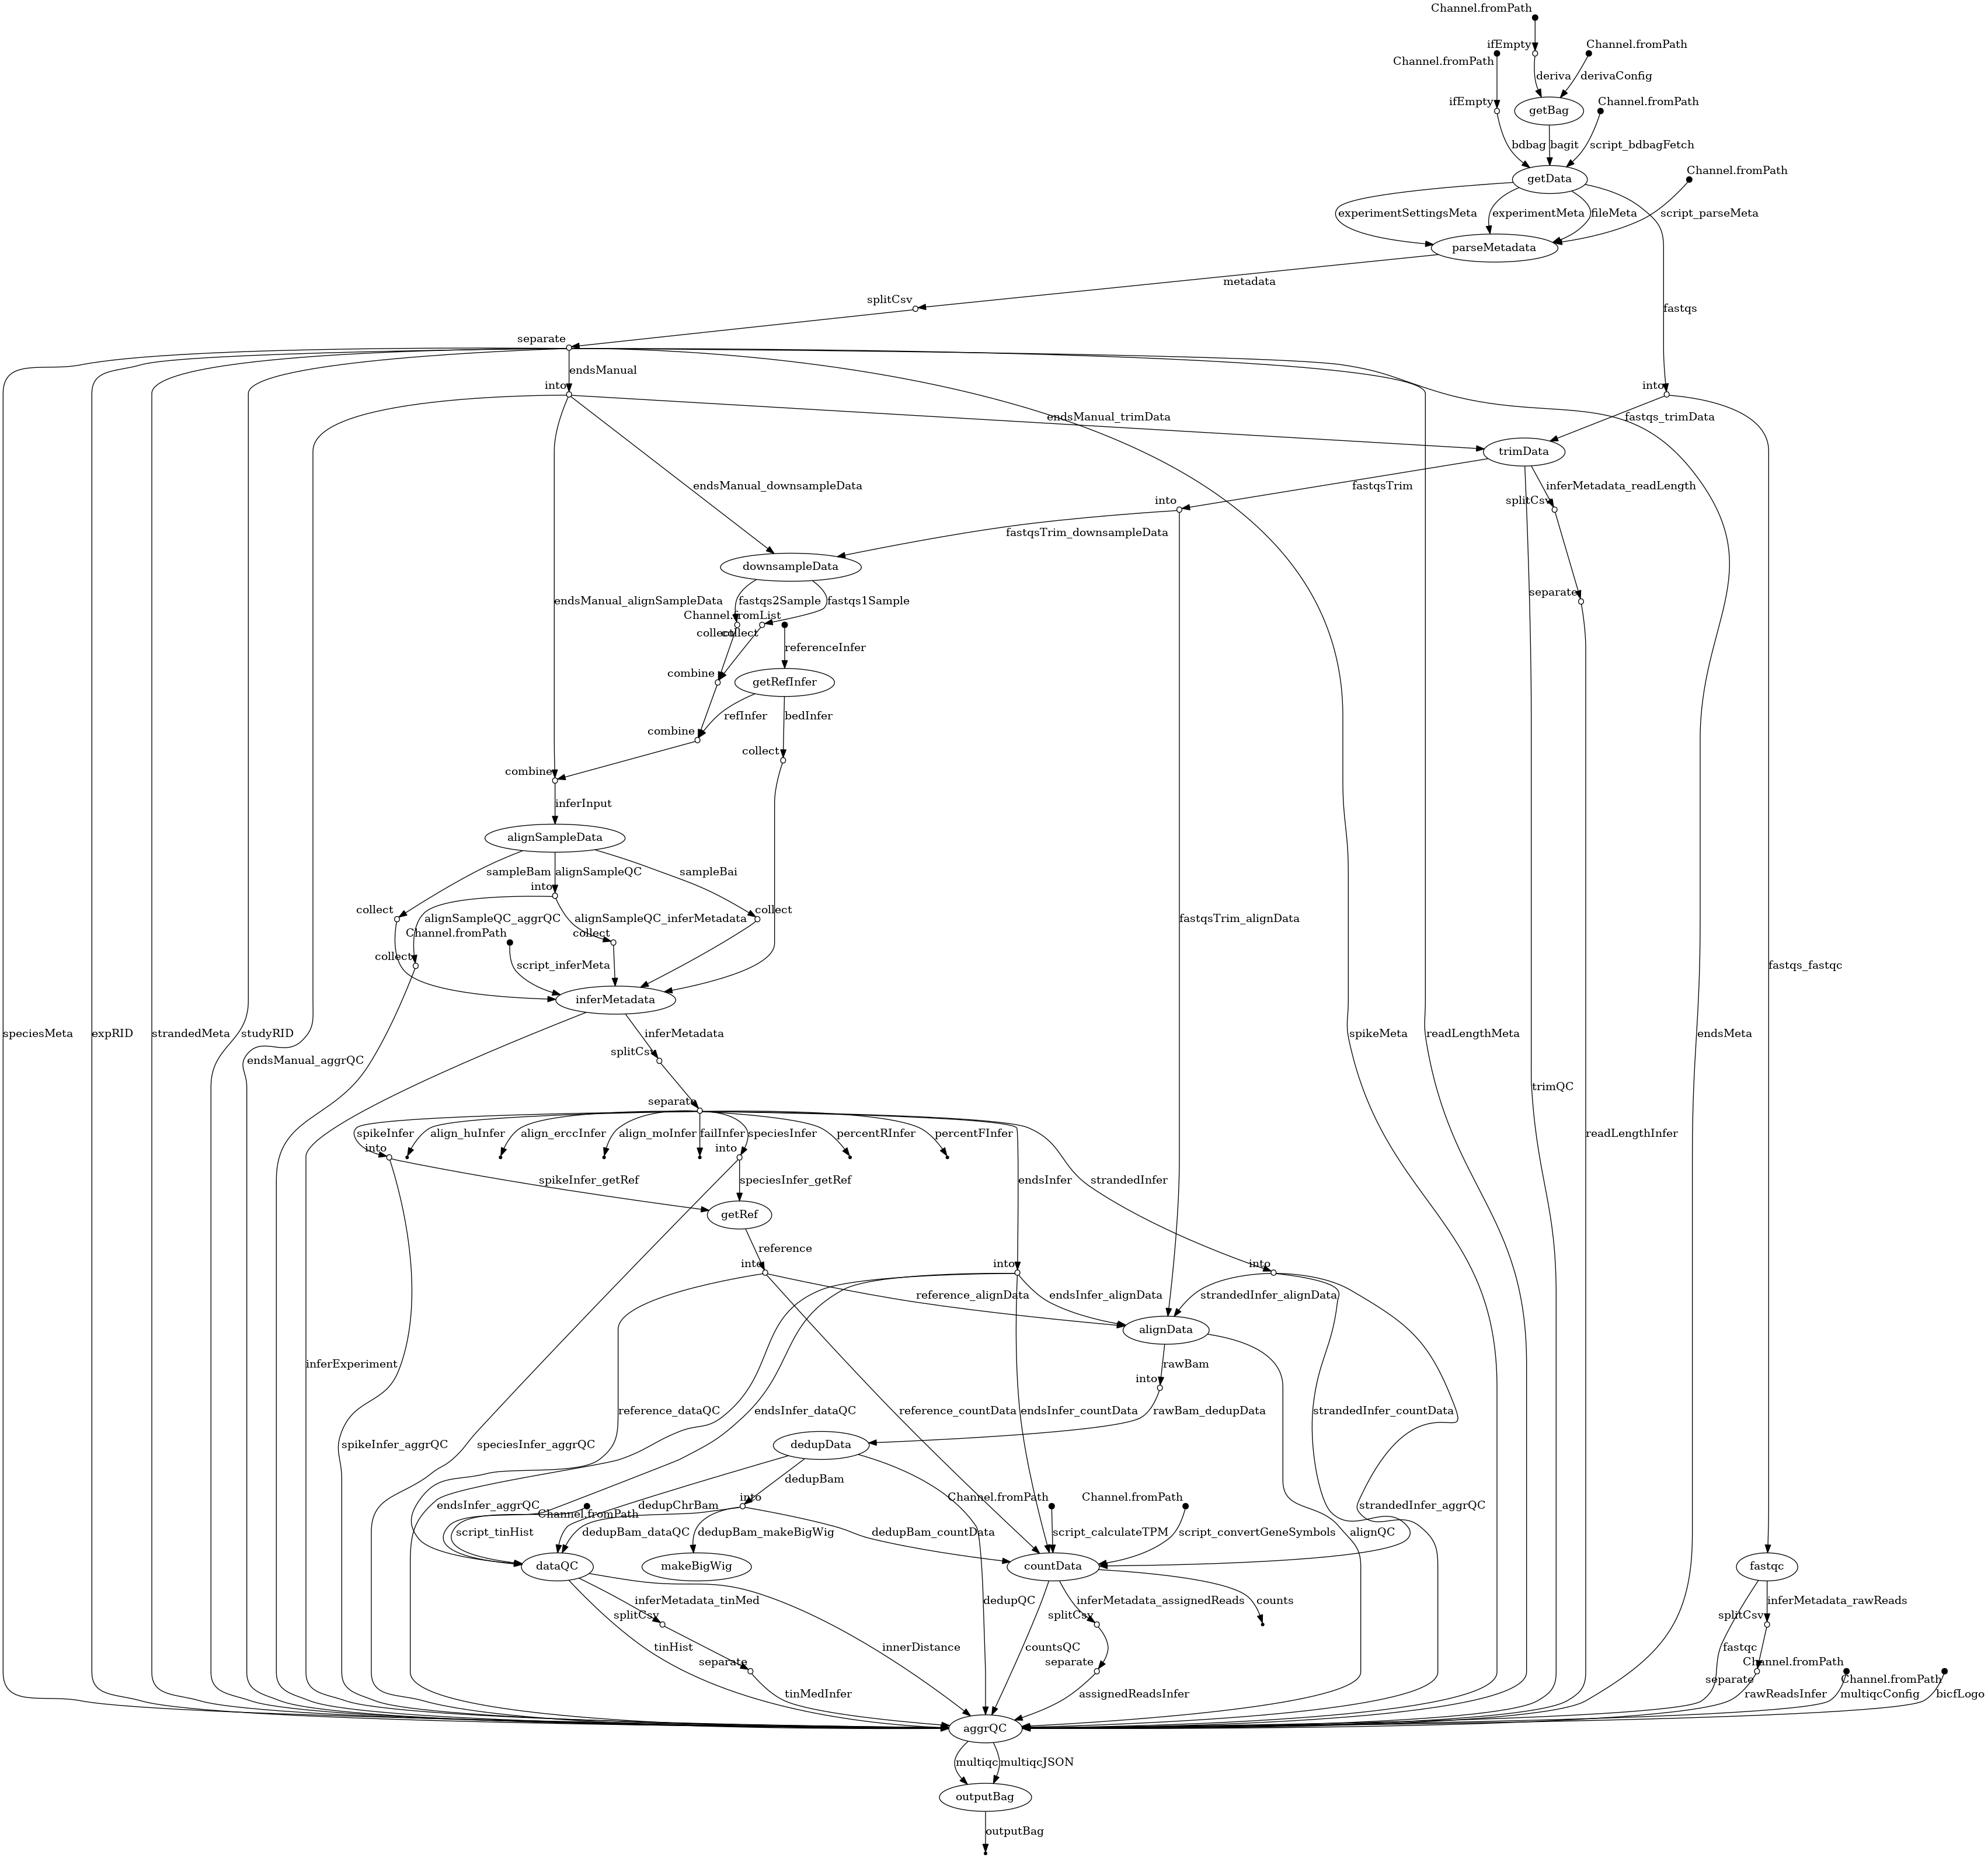 Channel.fromPath
ifEmpty
Channel.fromPath
Channel.fromPath
deriva
derivaConfig
ifEmpty
getBag
Channel.fromPath
bdbag
bagit
script_bdbagFetch
getData
Channel.fromPath
experimentSettingsMeta
experimentMeta
fileMeta
script_parseMeta
parseMetadata
metadata
splitCsv
fastqs
separate
endsManual
into
into
endsManual_trimData
fastqs_trimData
trimData
endsManual_downsampleData
fastqsTrim
inferMetadata_readLength
into
splitCsv
fastqsTrim_downsampleData
downsampleData
separate
endsManual_alignSampleData
fastqs2Sample
fastqs1Sample
Channel.fromList
collect
collect
referenceInfer
combine
getRefInfer
refInfer
bedInfer
combine
collect
combine
inferInput
alignSampleData
sampleBam
alignSampleQC
sampleBai
into
collect
collect
alignSampleQC_aggrQC
alignSampleQC_inferMetadata
fastqsTrim_alignData
Channel.fromPath
collect
collect
script_inferMeta
fastqs_fastqc
inferMetadata
speciesMeta
expRID
strandedMeta
studyRID
inferMetadata
spikeMeta
readLengthMeta
endsMeta
endsManual_aggrQC
splitCsv
trimQC
separate
spikeInfer
align_huInfer
align_erccInfer
align_moInfer
failInfer
speciesInfer
percentRInfer
percentFInfer
readLengthInfer
into
into
spikeInfer_getRef
speciesInfer_getRef
endsInfer
strandedInfer
getRef
reference
into
into
into
reference_alignData
endsInfer_alignData
strandedInfer_alignData
alignData
inferExperiment
rawBam
into
reference_dataQC
endsInfer_dataQC
reference_countData
endsInfer_countData
rawBam_dedupData
strandedInfer_countData
spikeInfer_aggrQC
speciesInfer_aggrQC
dedupData
dedupBam
into
Channel.fromPath
Channel.fromPath
endsInfer_aggrQC
dedupChrBam
strandedInfer_aggrQC
Channel.fromPath
script_tinHist
dedupBam_dataQC
dedupBam_makeBigWig
dedupBam_countData
script_calculateTPM
script_convertGeneSymbols
alignQC
dataQC
makeBigWig
countData
fastqc
inferMetadata_tinMed
dedupQC
inferMetadata_assignedReads
counts
inferMetadata_rawReads
splitCsv
splitCsv
splitCsv
tinHist
innerDistance
countsQC
fastqc
separate
separate
Channel.fromPath
separate
Channel.fromPath
tinMedInfer
assignedReadsInfer
rawReadsInfer
multiqcConfig
bicfLogo
aggrQC
multiqc
multiqcJSON
outputBag
outputBag